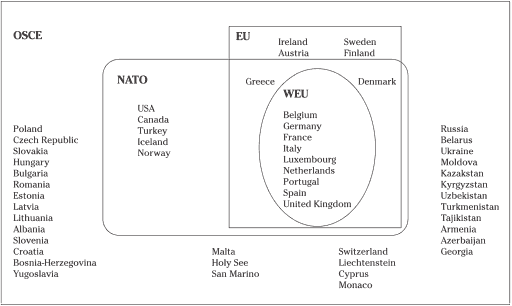 OSCE
EU
Ireland
Austria
Sweden
Finland
NATO
Greece
Denmark
WEU
USA
Canada
Turkey
Iceland
Norway
Belgium
Germany
France
Italy
Luxembourg
Netherlands
Portugal
Spain
United Kingdom
Poland
Czech Republic
Slovakia
Hungary
Bulgaria
Romania
Estonia
Latvia
Lithuania
Albania
Slovenia
Croatia
Bosnia-Herzegovina
Yugoslavia
Malta
Holy See
San Marino
Switzerland
Liechtenstein
Cyprus
Monaco
Russia
Belarus
Ukraine
Moldova
Kazakstan
Kyrgyzstan
Uzbekistan
Turkmenistan
Tajikistan
Armenia
Azerbaijan
Georgia